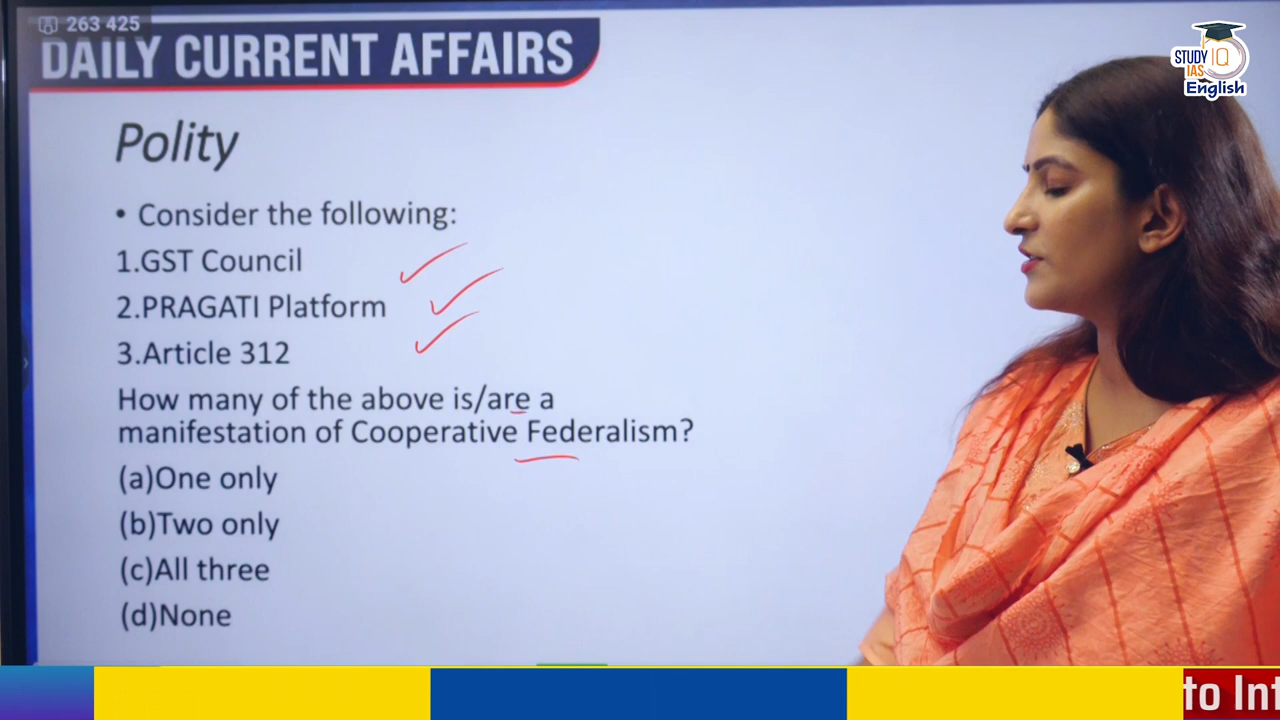 263 425
DAILY CURRENT AFFAIRS
STUDY IQ
IAS
English
Polity
• Consider the following:
1.GST Council
2.PRAGATI Platform
3.Article 312
How many of the above is/are a
manifestation of Cooperative Federalism?
(a)One only
(b)Two only
(c)All three
(d)None
to Int